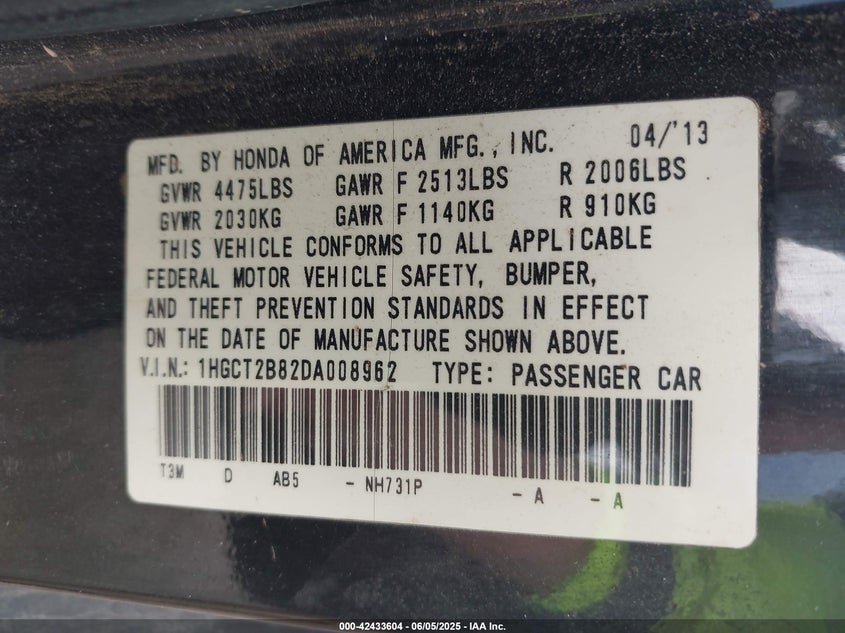 MFD. BY HONDA OF AMERICA MFG., INC. 04/'13
GVWR 4475LBS GAWR F 2513LBS R 2006LBS
GVWR 2030KG GAWR F 1140KG R 910KG
THIS VEHICLE CONFORMS TO ALL APPLICABLE
FEDERAL MOTOR VEHICLE SAFETY, BUMPER,
AND THEFT PREVENTION STANDARDS IN EFFECT
ON THE DATE OF MANUFACTURE SHOWN ABOVE.
V.I.N.: 1HGCT2B82DA008962 TYPE: PASSENGER CAR
T3M D AB5 - NH731P - A - A
000-42433604 - 06/05/2025 - IAA Inc.